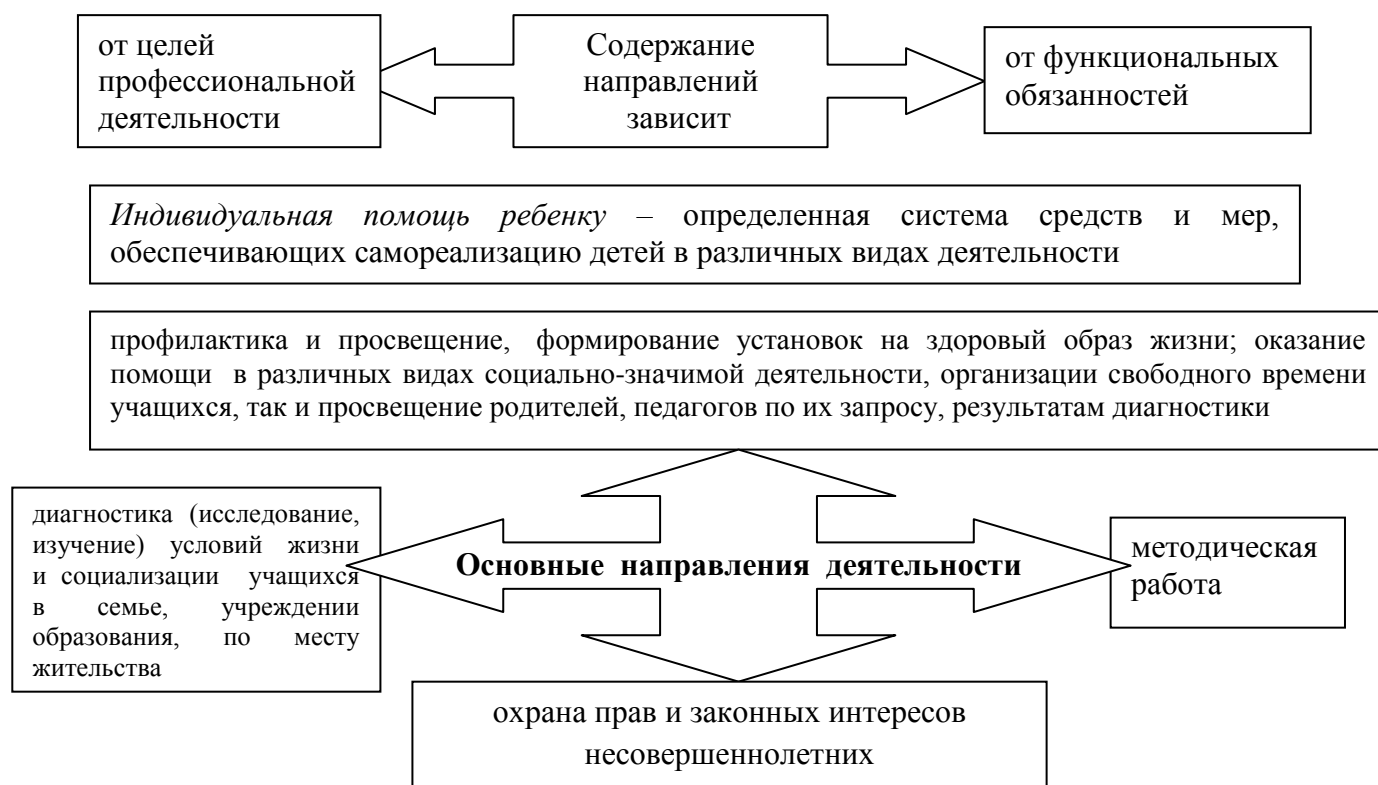 от целей
профессиональной
деятельности
Содержание
направлений
зависит
от функциональных
обязанностей
Индивидуальная помощь ребенку – определенная система средств и мер,
обеспечивающих самореализацию детей в различных видах деятельности
профилактика и просвещение, формирование установок на здоровый образ жизни; оказание
помощи в различных видах социально-значимой деятельности, организации свободного времени
учащихся, так и просвещение родителей, педагогов по их запросу, результатам диагностики
диагностика (исследование,
изучение) условий жизни
и социализации учащихся
в семье, учреждении
образования, по месту
жительства
Основные направления деятельности
методическая
работа
охрана прав и законных интересов
несовершеннолетних